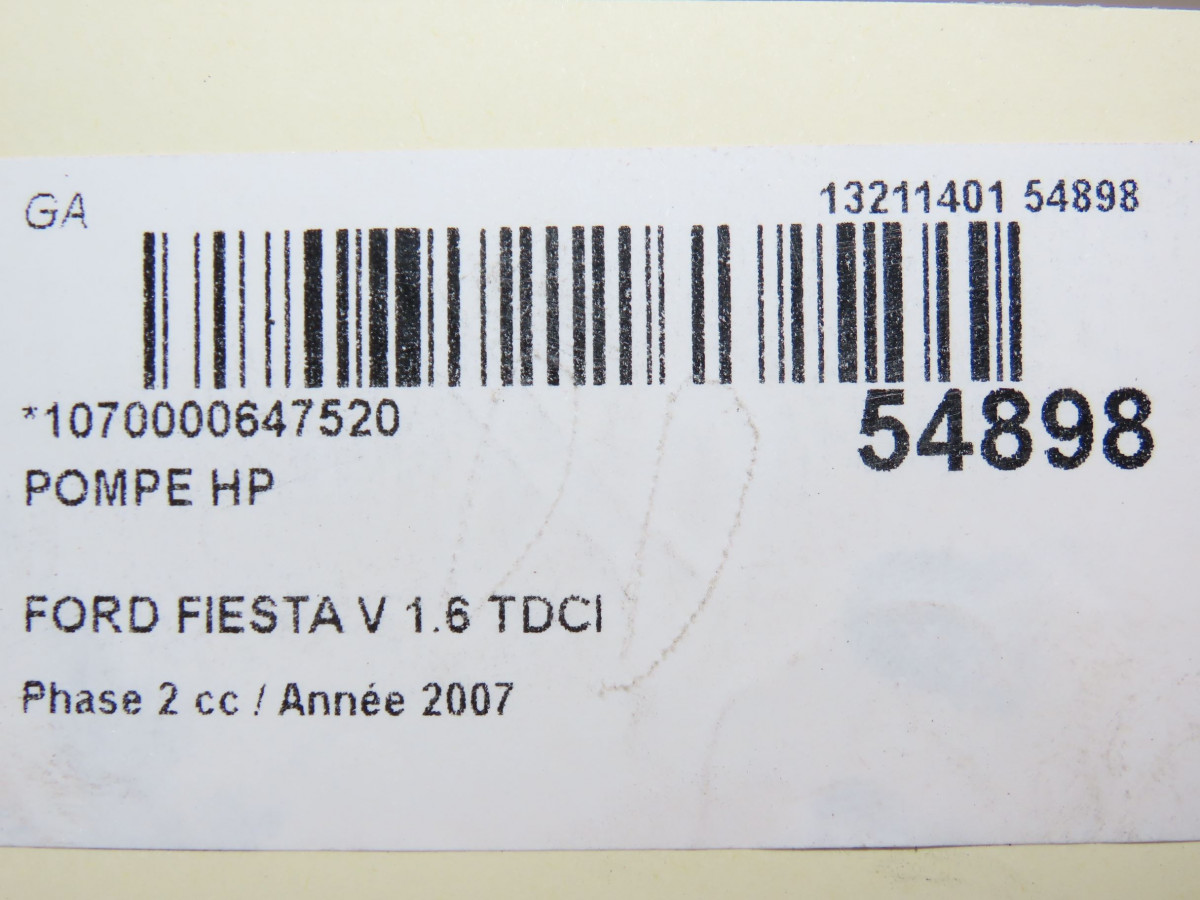 GA
13211401 54898
*1070000647520
54898
POMPE HP
FORD FIESTA V 1.6 TDCI
Phase 2 cc / Année 2007